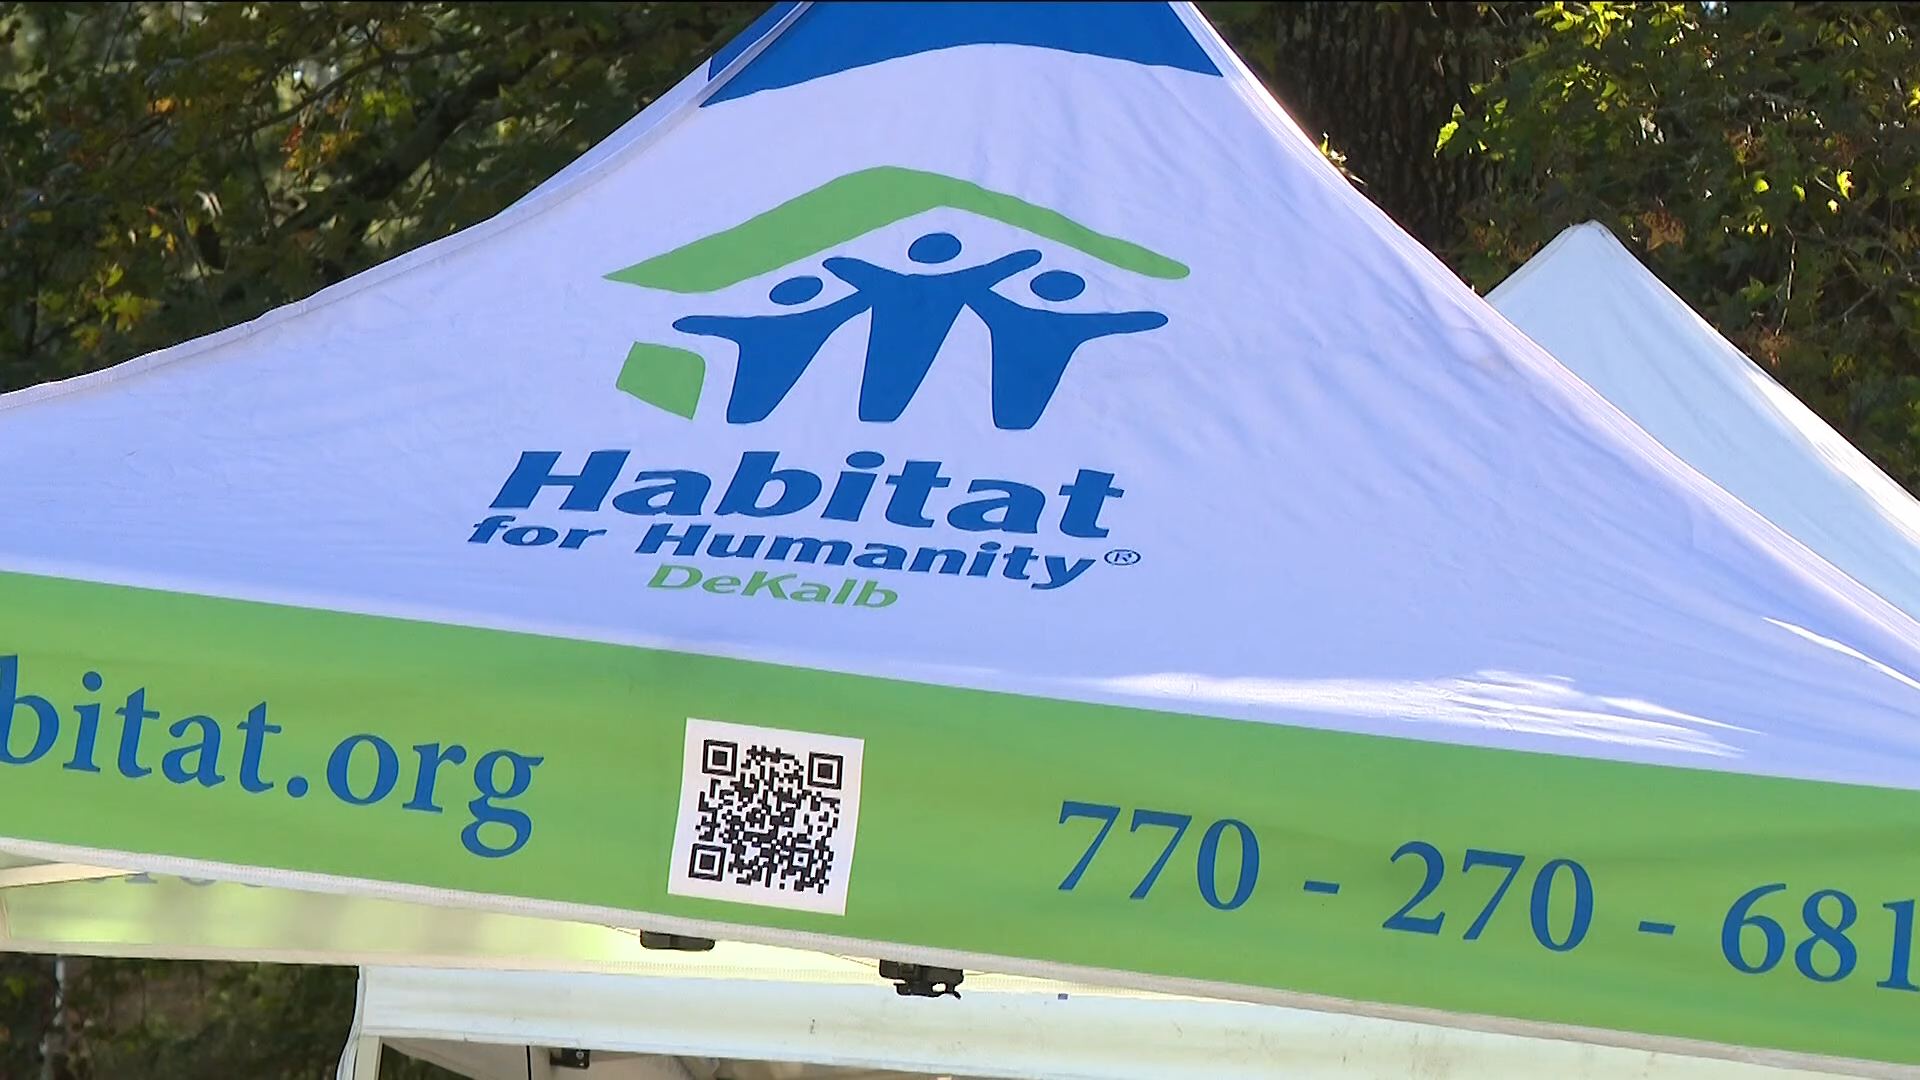 Habitat
for Humanity®
DeKalb
bitat.org
770 - 270 - 681